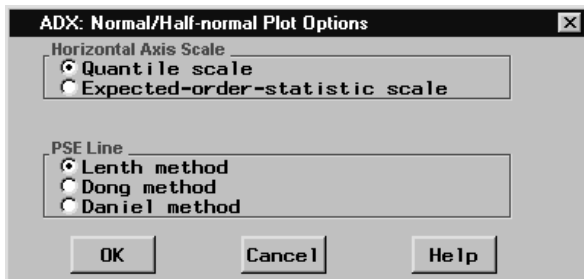 ADX: Normal/Half-normal Plot Options
Horizontal Axis Scale
Quantile scale
Expected-order-statistic scale
PSE Line
Lenth method
Dong method
Daniel method
OK Cancel Help